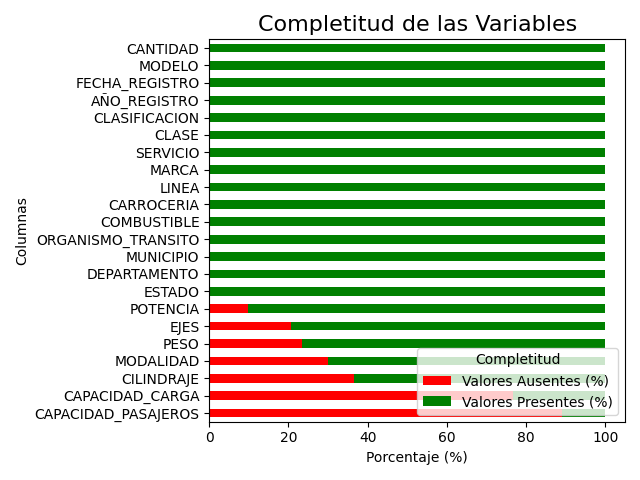 Completitud de las Variables
CANTIDAD
MODELO
FECHA_REGISTRO
AÑO_REGISTRO
CLASIFICACION
CLASE
SERVICIO
MARCA
LINEA
CARROCERIA
COMBUSTIBLE
ORGANISMO_TRANSITO
MUNICIPIO
DEPARTAMENTO
ESTADO
POTENCIA
EJES
PESO
MODALIDAD
CILINDRAJE
CAPACIDAD_CARGA
CAPACIDAD_PASAJEROS
Columnas
Completitud
Valores Ausentes (%)
Valores Presentes (%)
0 20 40 60 80 100
Porcentaje (%)